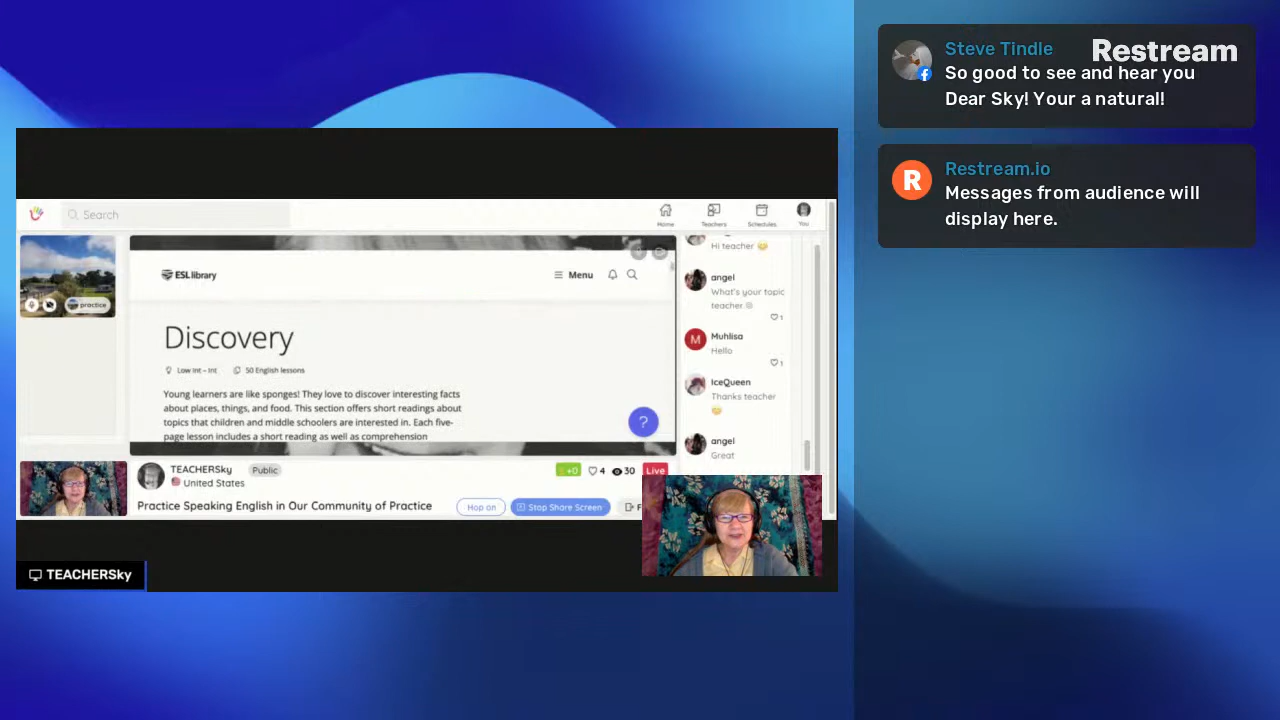 Search
Home
Teachers
Schedules
You
practice
ESL library
Menu
Discovery
Low Int – Int
50 English lessons
Young learners are like sponges! They love to discover interesting facts
about places, things, and food. This section offers short readings about
topics that children and middle schoolers are interested in. Each five-
page lesson includes a short reading as well as comprehension
?
Hi teacher
angel
What's your topic
teacher
1
M
Muhlisa
Hello
1
IceQueen
Thanks teacher
angel
Great
TEACHERSky
Public
United States
+0
4
30
Live
Practice Speaking English in Our Community of Practice
Hop on
Stop Share Screen
F
TEACHERSky
Restream
Steve Tindle
So good to see and hear you
Dear Sky! Your a natural!
R
Restream.io
Messages from audience will
display here.